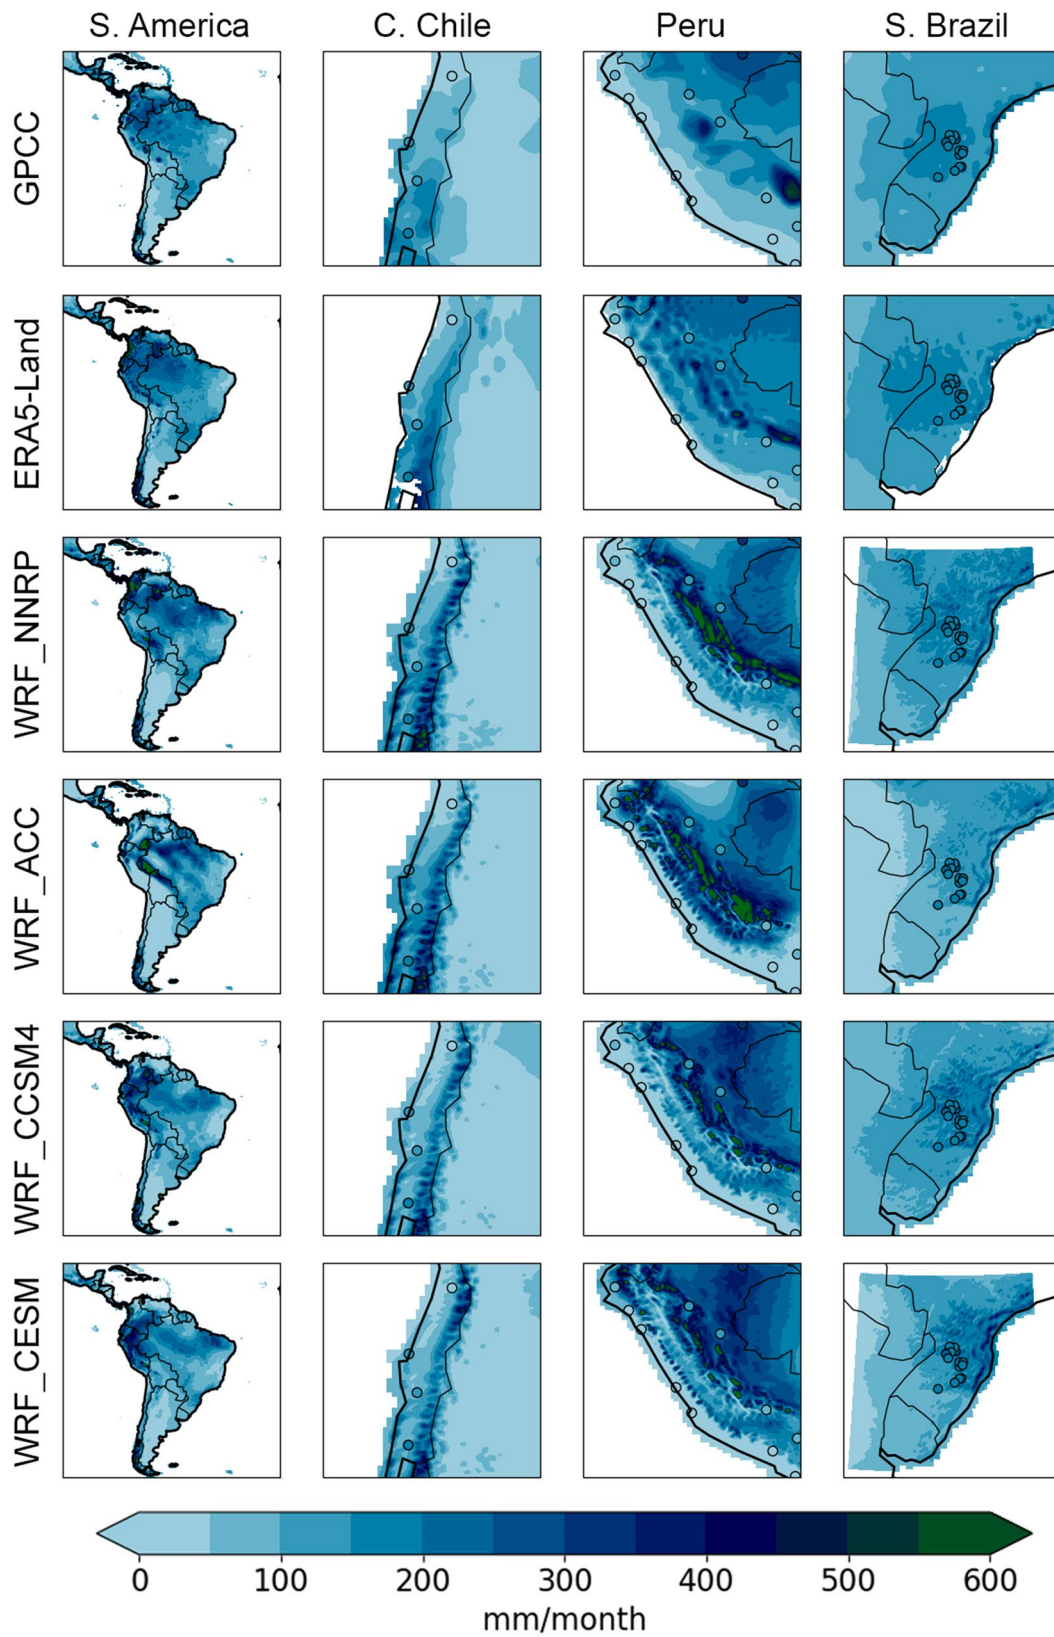 S. America C. Chile Peru S. Brazil
GPCC
ERA5-Land
WRF_NNRP
WRF_ACC
WRF_CCSM4
WRF_CESM
0 100 200 300 400 500 600
mm/month